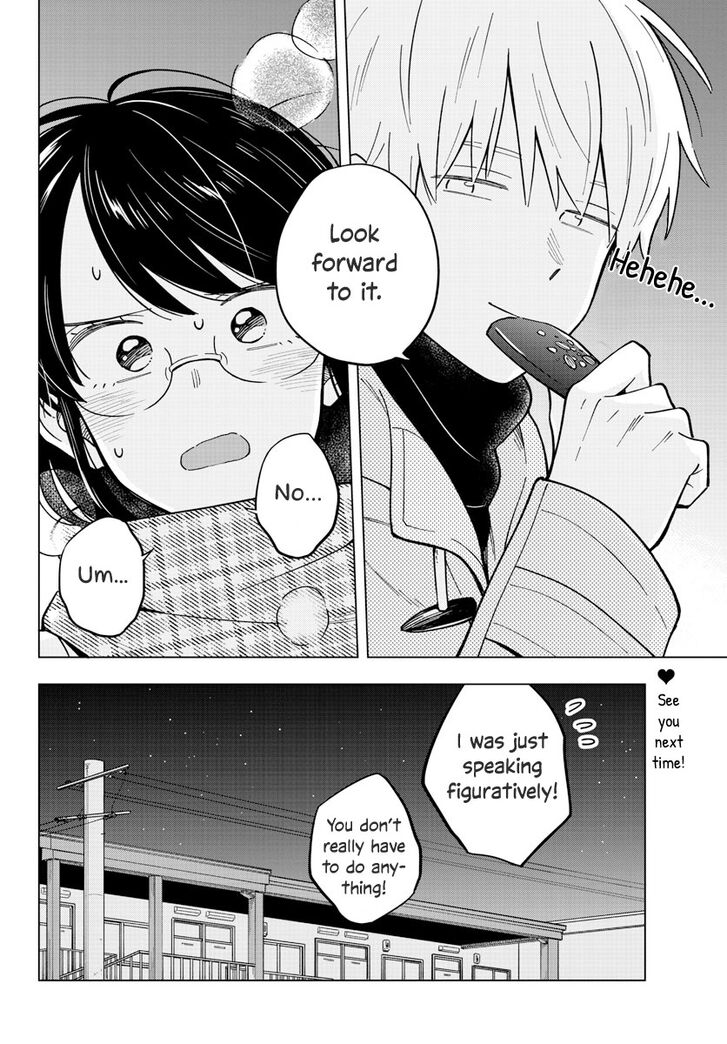 Look
forward
to it.
Hehehe...
No...
Um...
I was just
speaking
figuratively!
You don't
really have
to do any-
thing!
♥
See
you
next
time!